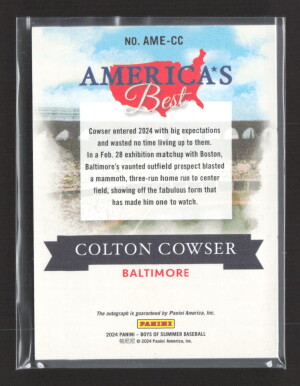 NO. AME-CC
AMERICA'S
Best
Cowser entered 2024 with big expectations
and wasted no time living up to them.
In a Feb. 28 exhibition matchup with Boston,
Baltimore's vaunted outfield prospect blasted
a mammoth, three-run home run to center
field, showing off the fabulous form that
has made him one to watch.
COLTON COWSER
BALTIMORE
The autograph is guaranteed by Panini America, Inc.
PANINI
2024 PANINI - BOYS OF SUMMER BASEBALL
© 2024 Panini America, Inc.